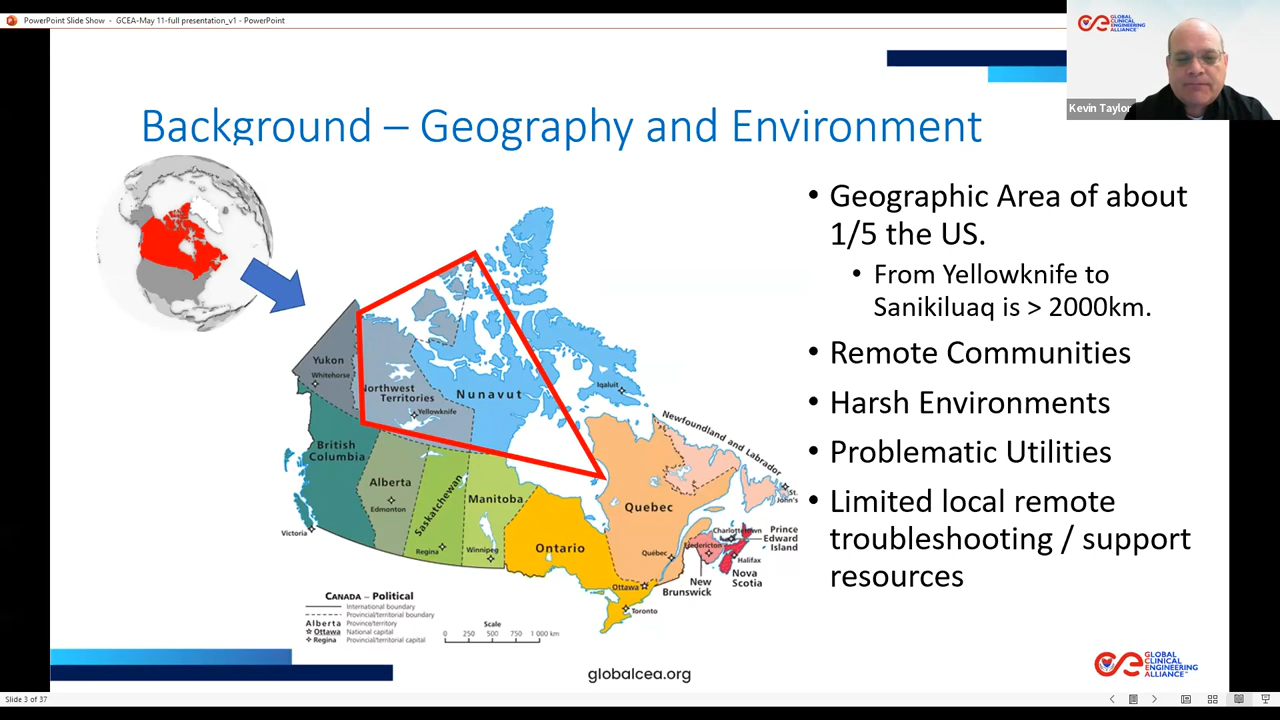 PowerPoint Slide Show - GCEA-May 11-full presentation_v1 - PowerPoint
GLOBAL
CLINICAL
ENGINEERING
ALLIANCE
Kevin Taylor
Background – Geography and Environment
• Geographic Area of about
1/5 the US.
• From Yellowknife to
Sanikiluaq is > 2000km.
• Remote Communities
• Harsh Environments
• Problematic Utilities
• Limited local remote
troubleshooting / support
resources
Yukon
Whitehorse
Northwest
Territories
Yellowknife
Nunavut
Iqaluit
British
Columbia
Victoria
Alberta
Edmonton
Saskatchewan
Regina
Manitoba
Winnipeg
Ontario
Ottawa
Toronto
Quebec
Québec
Newfoundland and Labrador
St.
John's
Charlottetown
Prince
Edward
Island
Fredericton
Halifax
New
Brunswick
Nova
Scotia
CANADA – Political
International boundary
Provincial/territorial boundary
Alberta Province/territory
Ottawa National capital
Regina Provincial/territorial capital
Scale
0 250 500 750 1 000 km
globalcea.org
GLOBAL
CLINICAL
ENGINEERING
ALLIANCE
Slide 3 of 37